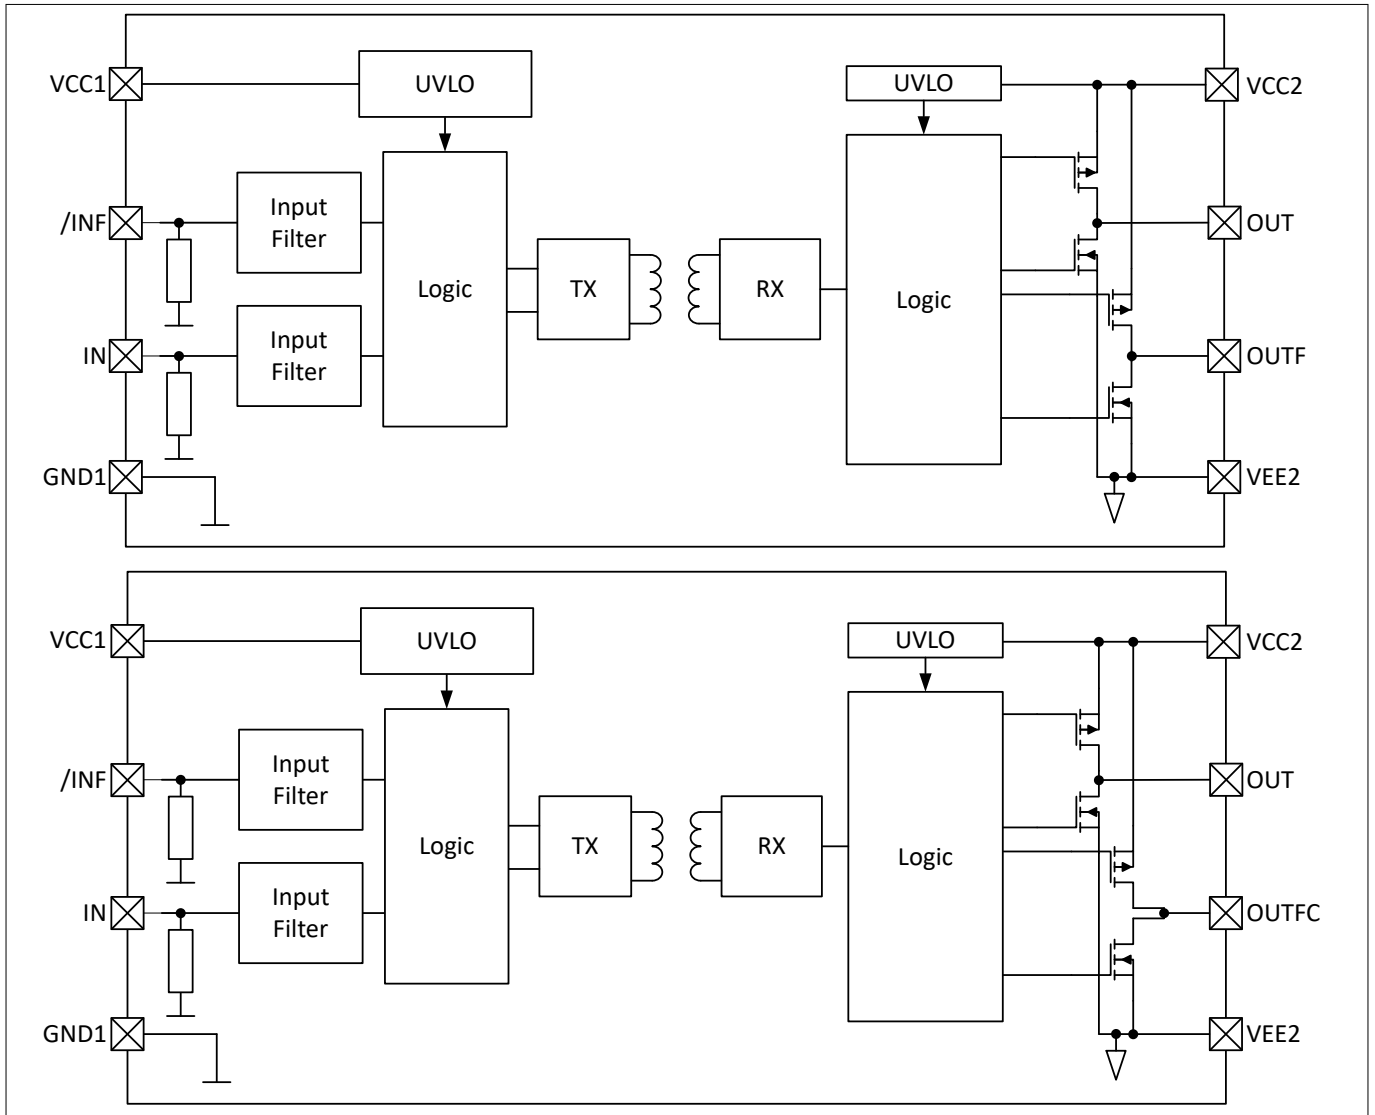 VCC1
UVLO
UVLO
VCC2
/INF
Input
Filter
OUT
Logic
TX
RX
Logic
IN
Input
Filter
OUTF
GND1
VEE2
VCC1
UVLO
UVLO
VCC2
/INF
Input
Filter
OUT
Logic
TX
RX
Logic
IN
Input
Filter
OUTFC
GND1
VEE2